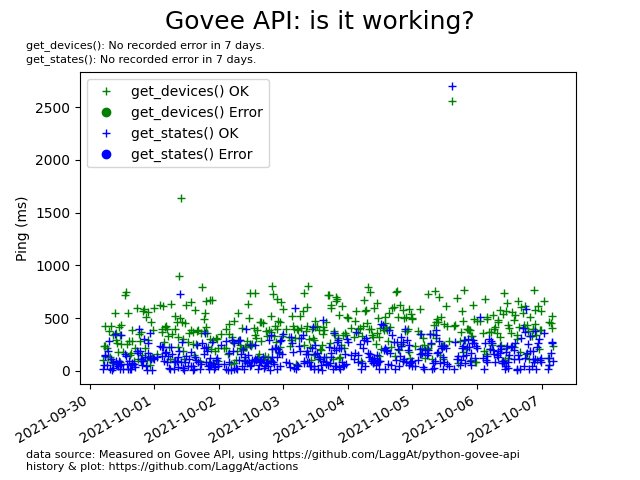 Govee API: is it working?
get_devices(): No recorded error in 7 days.
get_states(): No recorded error in 7 days.
get_devices() OK
get_devices() Error
get_states() OK
get_states() Error
Ping (ms)
2500
2000
1500
1000
500
0
2021-09-30
2021-10-01
2021-10-02
2021-10-03
2021-10-04
2021-10-05
2021-10-06
2021-10-07
data source: Measured on Govee API, using https://github.com/LaggAt/python-govee-api
history & plot: https://github.com/LaggAt/actions